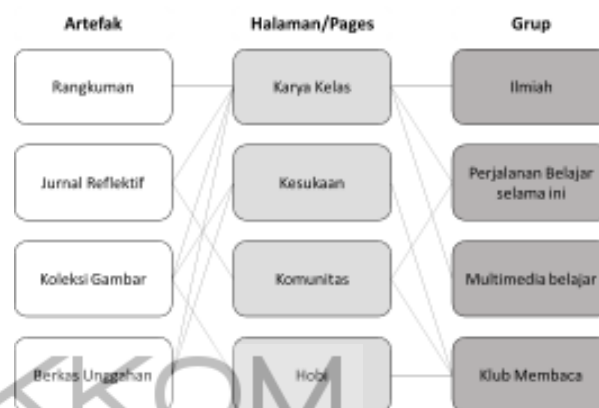 Artefak Halaman/Pages Grup
Rangkuman Karya Kelas Ilmiah
Jurnal Reflektif Kesukaan Perjalanan Belajar
selama ini
Koleksi Gambar Komunitas Multimedia belajar
Berkas Unggahan Hobi Klub Membaca
KKOM